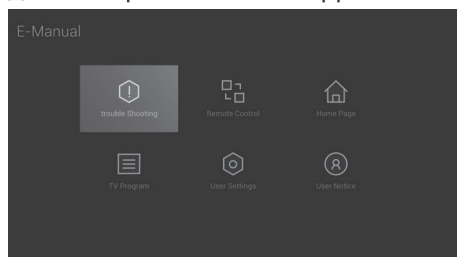 E-Manual
trouble Shooting
Remote Control
Home Page
TV Program
User Settings
User Notice